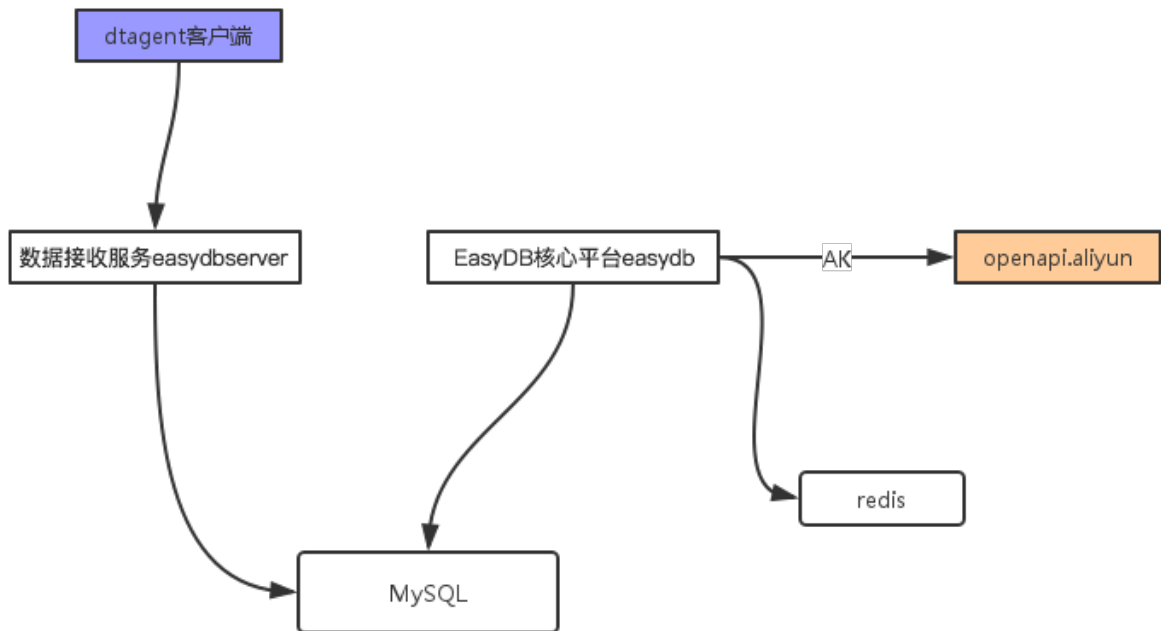 dtagent客户端
数据接收服务easydbserver
EasyDB核心平台easydb
AK
openapi.aliyun
redis
MySQL